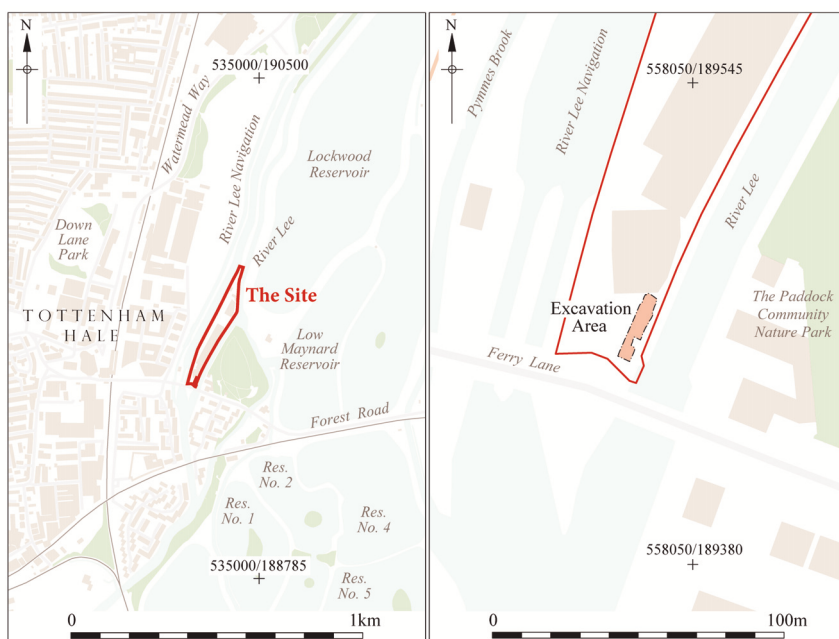 N
535000/190500
Watermead Way
River Lee Navigation
Lockwood
Reservoir
River Lee
Down
Lane
Park
The Site
TOTTENHAM
HALE
Low
Maynard
Reservoir
Forest Road
Res.
No. 2
Res.
No. 1
Res.
No. 4
535000/188785
Res.
No. 5
0
1km
N
558050/189545
Pymmes Brook
River Lee Navigation
River Lee
Excavation
Area
The Paddock
Community
Nature Park
Ferry Lane
558050/189380
0
100m